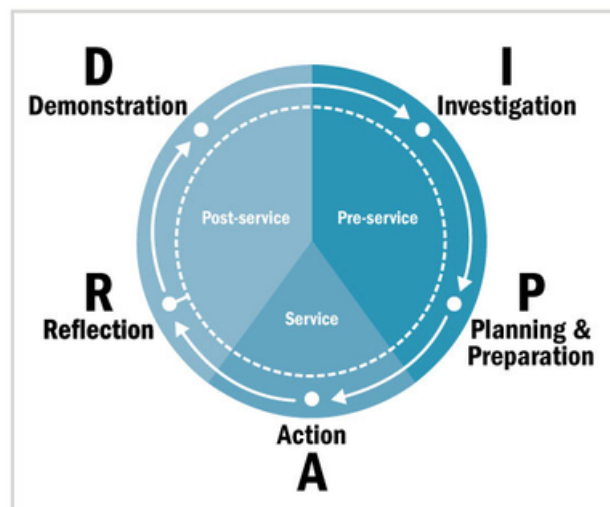 D
Demonstration
I
Investigation
Post-service
Pre-service
R
Reflection
P
Planning &
Preparation
Service
Action
A